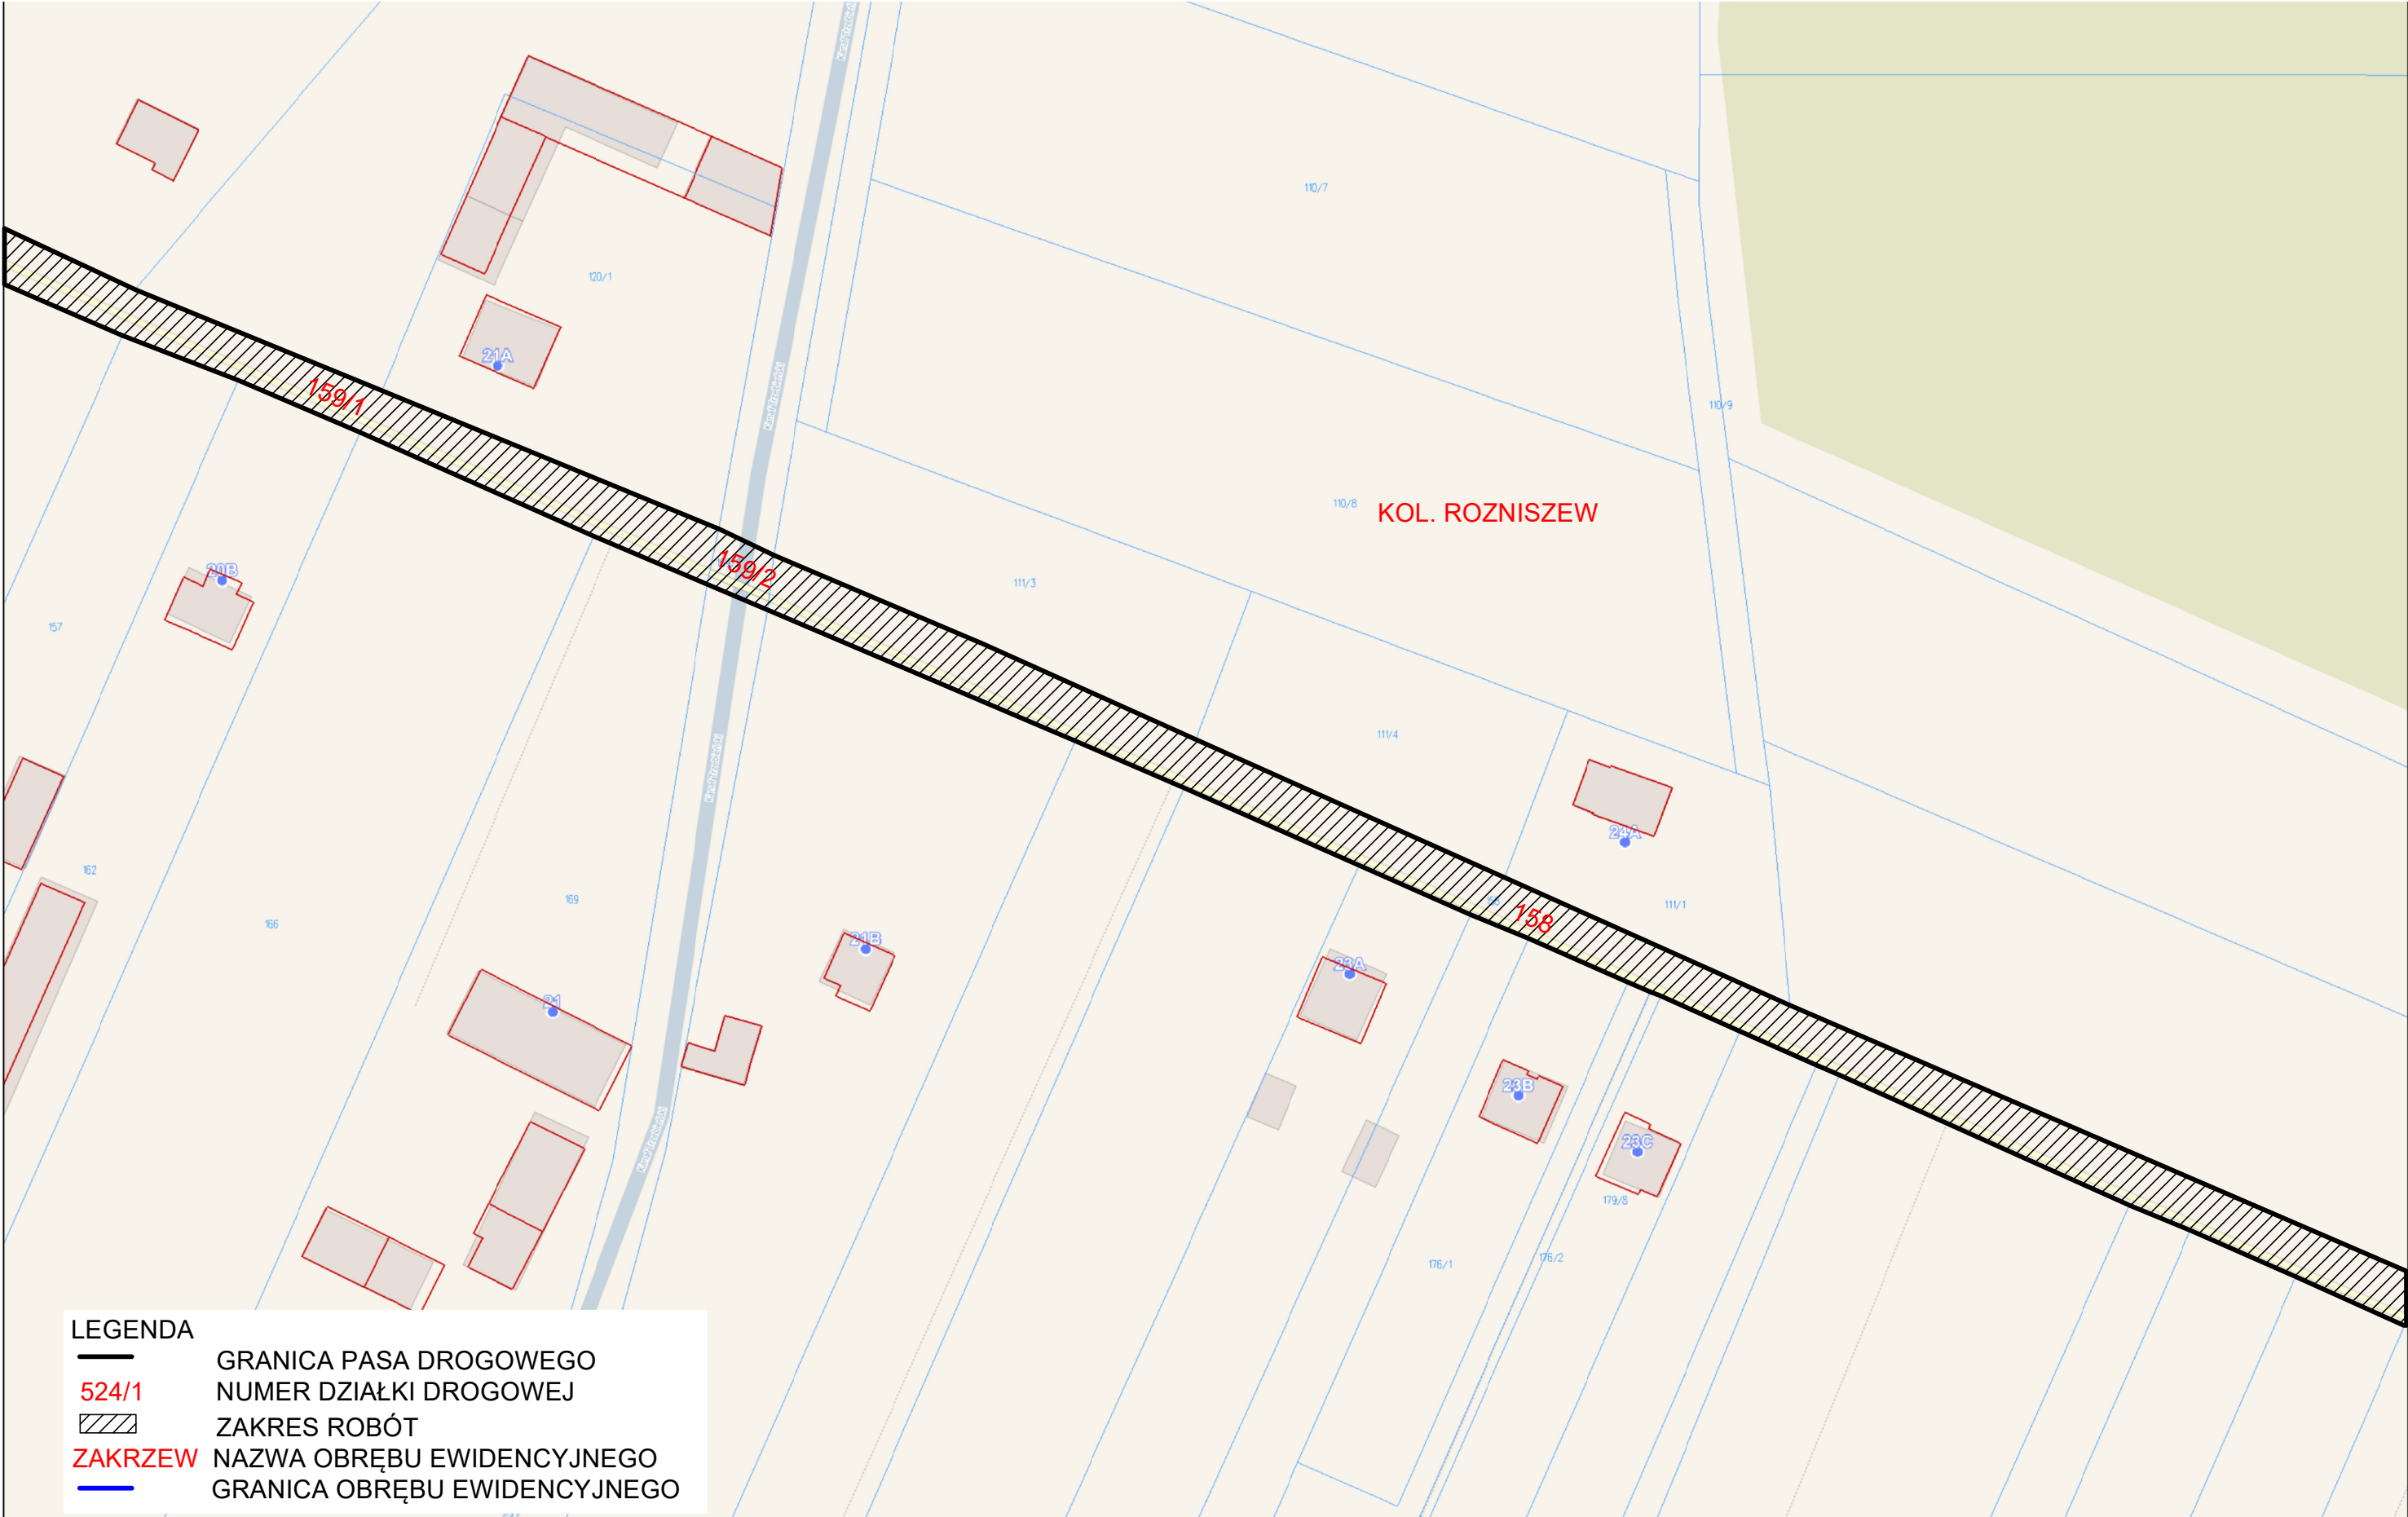 110/7
120/1
21A
159/1
110/9
110/8
KOL. ROZNISZEW
159/2
20B
111/3
157
111/4
24A
162
158
158
111/1
169
166
21B
23A
21
23B
23C
179/8
176/2
176/1
LEGENDA
GRANICA PASA DROGOWEGO
524/1 NUMER DZIAŁKI DROGOWEJ
ZAKRES ROBÓT
ZAKRZEW NAZWA OBRĘBU EWIDENCYJNEGO
GRANICA OBRĘBU EWIDENCYJNEGO